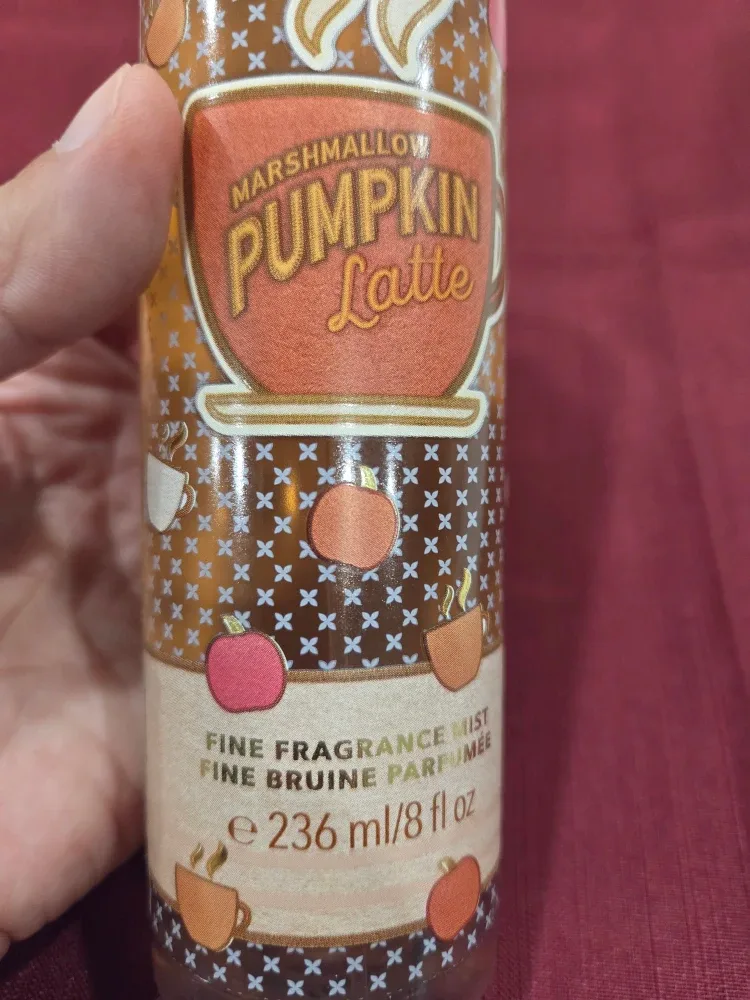 MARSHMALLOW
PUMPKIN
Latte
FINE FRAGRANCE MIST
FINE BRUINE PARFUMÉE
℮ 236 ml/8 fl oz